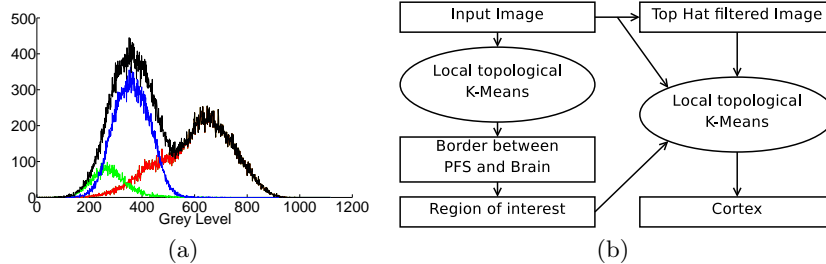 500
400
300
200
100
0
0 200 400 600 800 1000 1200
Grey Level
(a)
Input Image
Top Hat filtered Image
Local topological
K-Means
Local topological
K-Means
Border between
PFS and Brain
Region of interest
Cortex
(b)